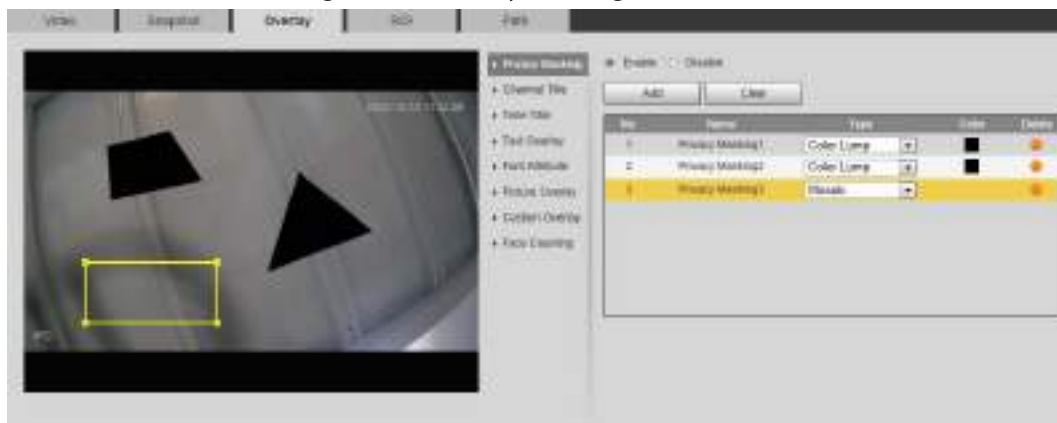 Video Snapshot Overlay ROI Path
Privacy Masking
Channel Title
Time Title
Text Overlay
Font Attribute
Picture Overlay
Custom Overlay
Face Counting
Enable Disable
Add Clear
No. Name Type Color Delete
1 Privacy Masking1 Color Lump
2 Privacy Masking2 Color Lump
3 Privacy Masking3 Mosaic